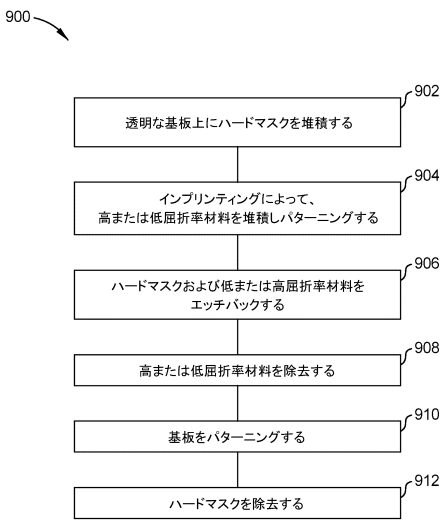 900
902
透明な基板上にハードマスクを堆積する
904
インプリンティングによって、
高または低屈折率材料を堆積しパターニングする
906
ハードマスクおよび低または高屈折率材料を
エッチバックする
908
高または低屈折率材料を除去する
910
基板をパターニングする
912
ハードマスクを除去する